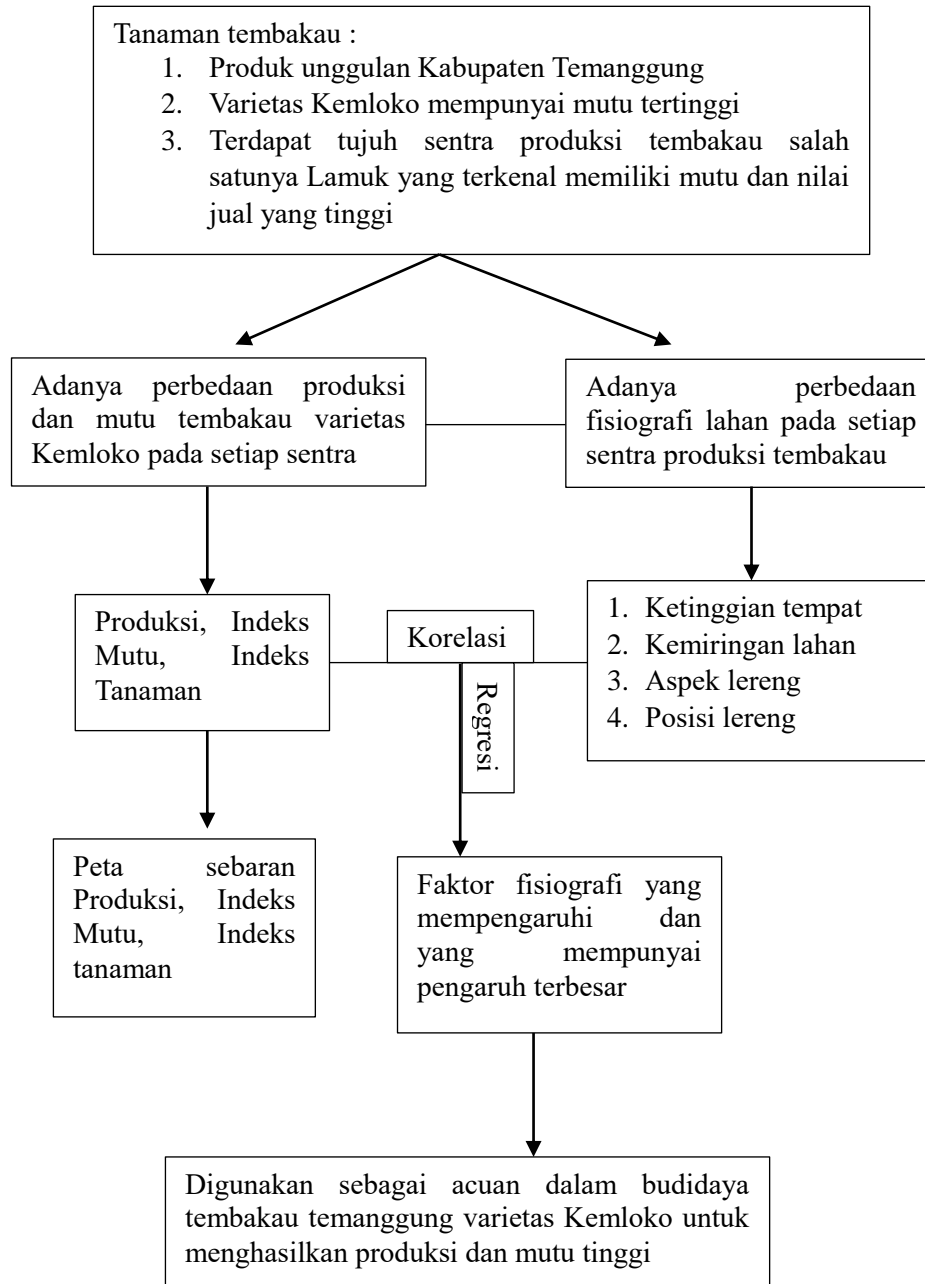 Tanaman tembakau :
1. Produk unggulan Kabupaten Temanggung
2. Varietas Kemloko mempunyai mutu tertinggi
3. Terdapat tujuh sentra produksi tembakau salah
satunya Lamuk yang terkenal memiliki mutu dan nilai
jual yang tinggi
Adanya perbedaan produksi
dan mutu tembakau varietas
Kemloko pada setiap sentra
Adanya perbedaan
fisiografi lahan pada setiap
sentra produksi tembakau
Produksi, Indeks
Mutu, Indeks
Tanaman
Korelasi
Regresi
1. Ketinggian tempat
2. Kemiringan lahan
3. Aspek lereng
4. Posisi lereng
Peta sebaran
Produksi, Indeks
Mutu, Indeks
tanaman
Faktor fisiografi yang
mempengaruhi dan
yang mempunyai
pengaruh terbesar
Digunakan sebagai acuan dalam budidaya
tembakau temanggung varietas Kemloko untuk
menghasilkan produksi dan mutu tinggi